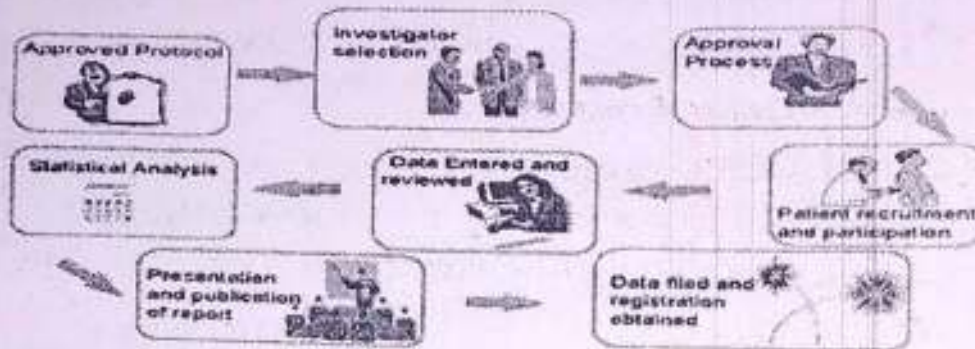 Approved Protocol
Investigator
selection
Approval
Process
Patient recruitment
and participation
Data Entered and
reviewed
Statistical Analysis
Presentation
and publication
of report
Data filed and
registration
obtained